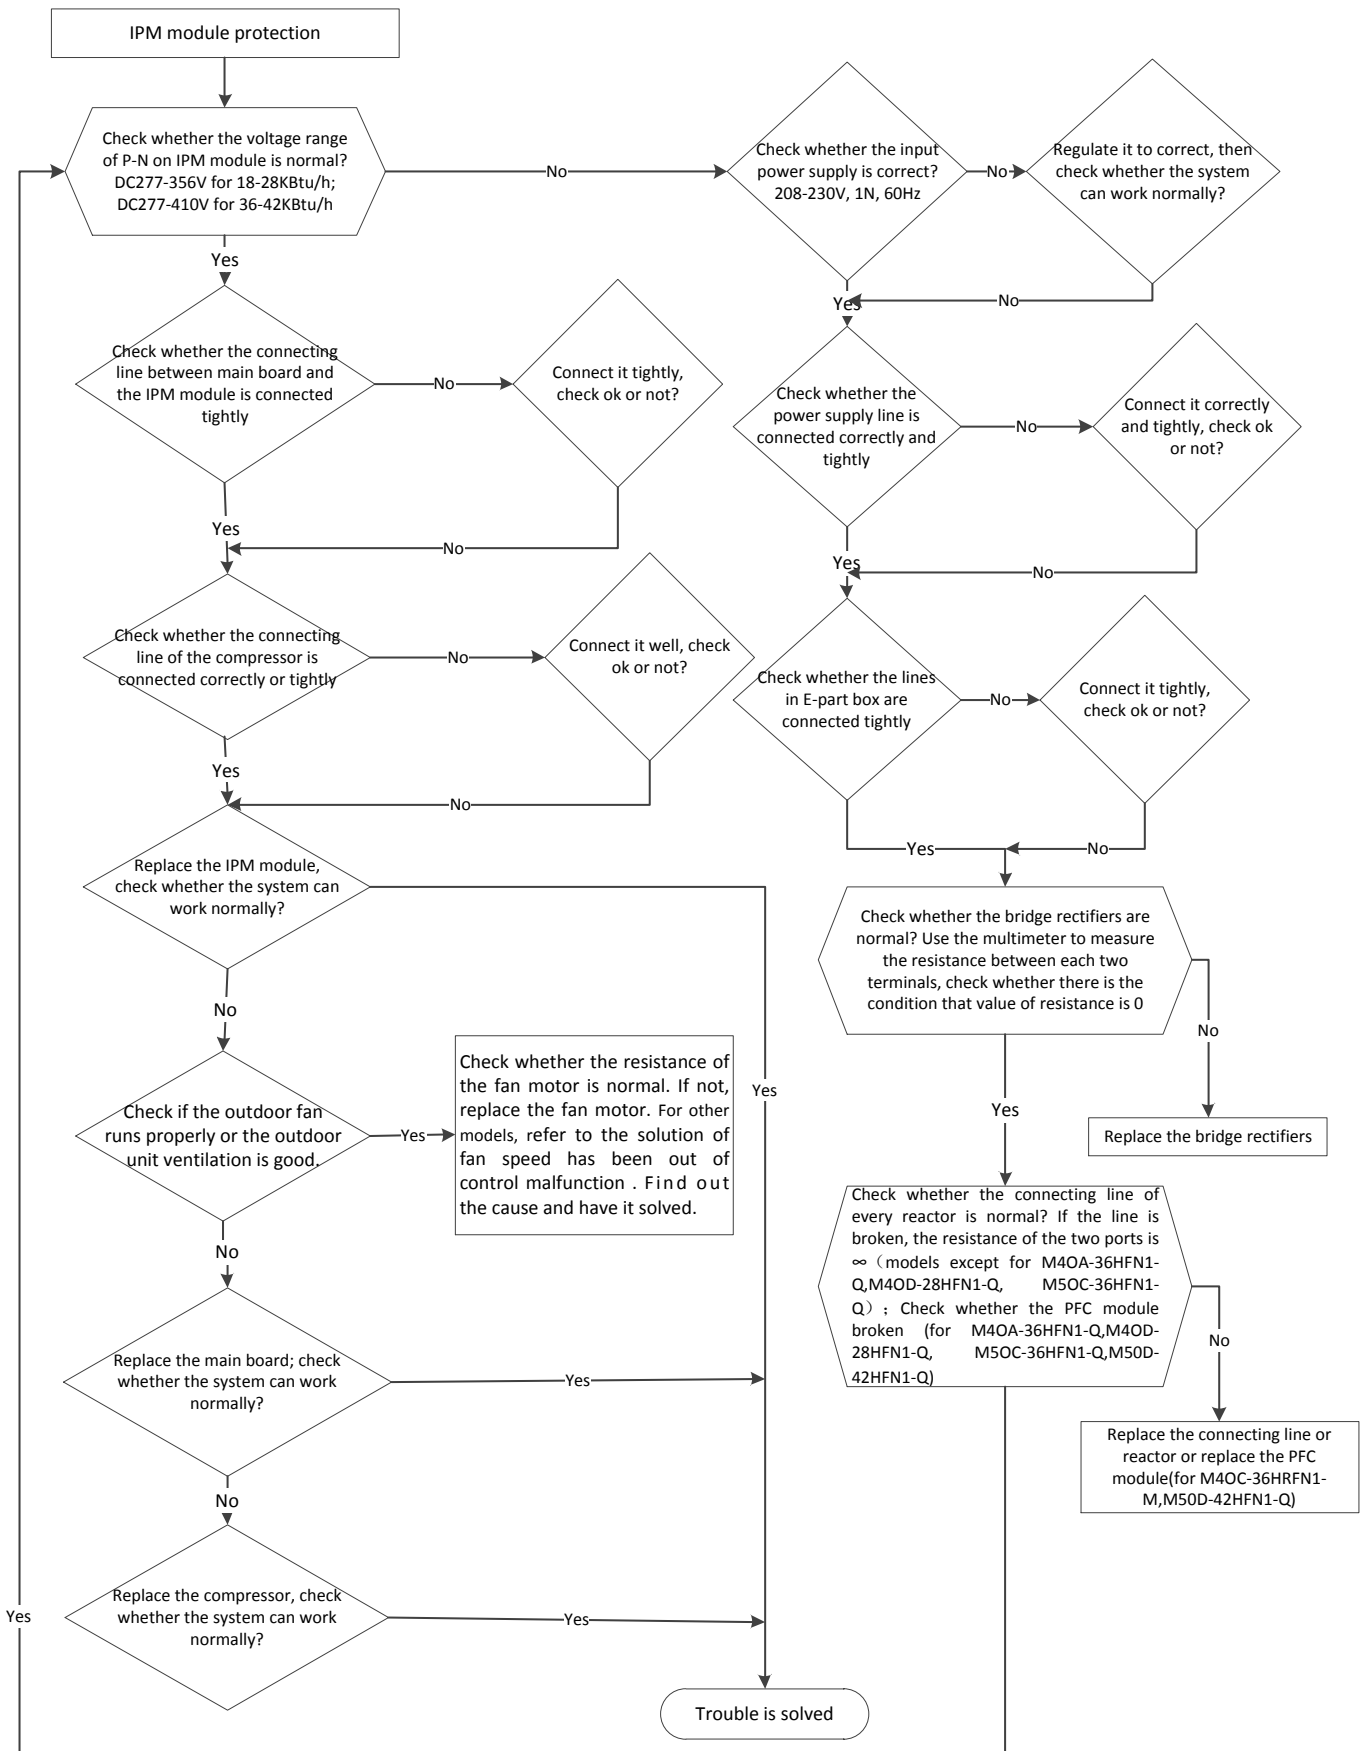 IPM module protection
Check whether the voltage range
of P-N on IPM module is normal?
DC277-356V for 18-28KBtu/h;
DC277-410V for 36-42KBtu/h
No
Check whether the input
power supply is correct?
208-230V, 1N, 60Hz
No
Regulate it to correct, then
check whether the system
can work normally?
Yes
Yes
No
Check whether the connecting
line between main board and
the IPM module is connected
tightly
No
Connect it tightly,
check ok or not?
Check whether the
power supply line is
connected correctly and
tightly
No
Connect it correctly
and tightly, check ok
or not?
Yes
No
Yes
No
Check whether the connecting
line of the compressor is
connected correctly or tightly
No
Connect it well, check
ok or not?
Check whether the lines
in E-part box are
connected tightly
No
Connect it tightly,
check ok or not?
Yes
No
Yes
No
Replace the IPM module,
check whether the system can
work normally?
Check whether the bridge rectifiers are
normal? Use the multimeter to measure
the resistance between each two
terminals, check whether there is the
condition that value of resistance is 0
No
No
Yes
Yes
Check if the outdoor fan
runs properly or the outdoor
unit ventilation is good.
Yes
Check whether the resistance of
the fan motor is normal. If not,
replace the fan motor. For other
models, refer to the solution of
fan speed has been out of
control malfunction . Find out
the cause and have it solved.
Replace the bridge rectifiers
No
Check whether the connecting line of
every reactor is normal? If the line is
broken, the resistance of the two ports is
∞（models except for M4OA-36HFN1-
Q,M4OD-28HFN1-Q, M5OC-36HFN1-
Q）; Check whether the PFC module
broken (for M4OA-36HFN1-Q,M4OD-
28HFN1-Q, M5OC-36HFN1-Q,M50D-
42HFN1-Q)
No
Replace the main board; check
whether the system can work
normally?
Yes
Replace the connecting line or
reactor or replace the PFC
module(for M4OC-36HRFN1-
M,M50D-42HFN1-Q)
No
Replace the compressor, check
whether the system can work
normally?
Yes
Yes
Trouble is solved